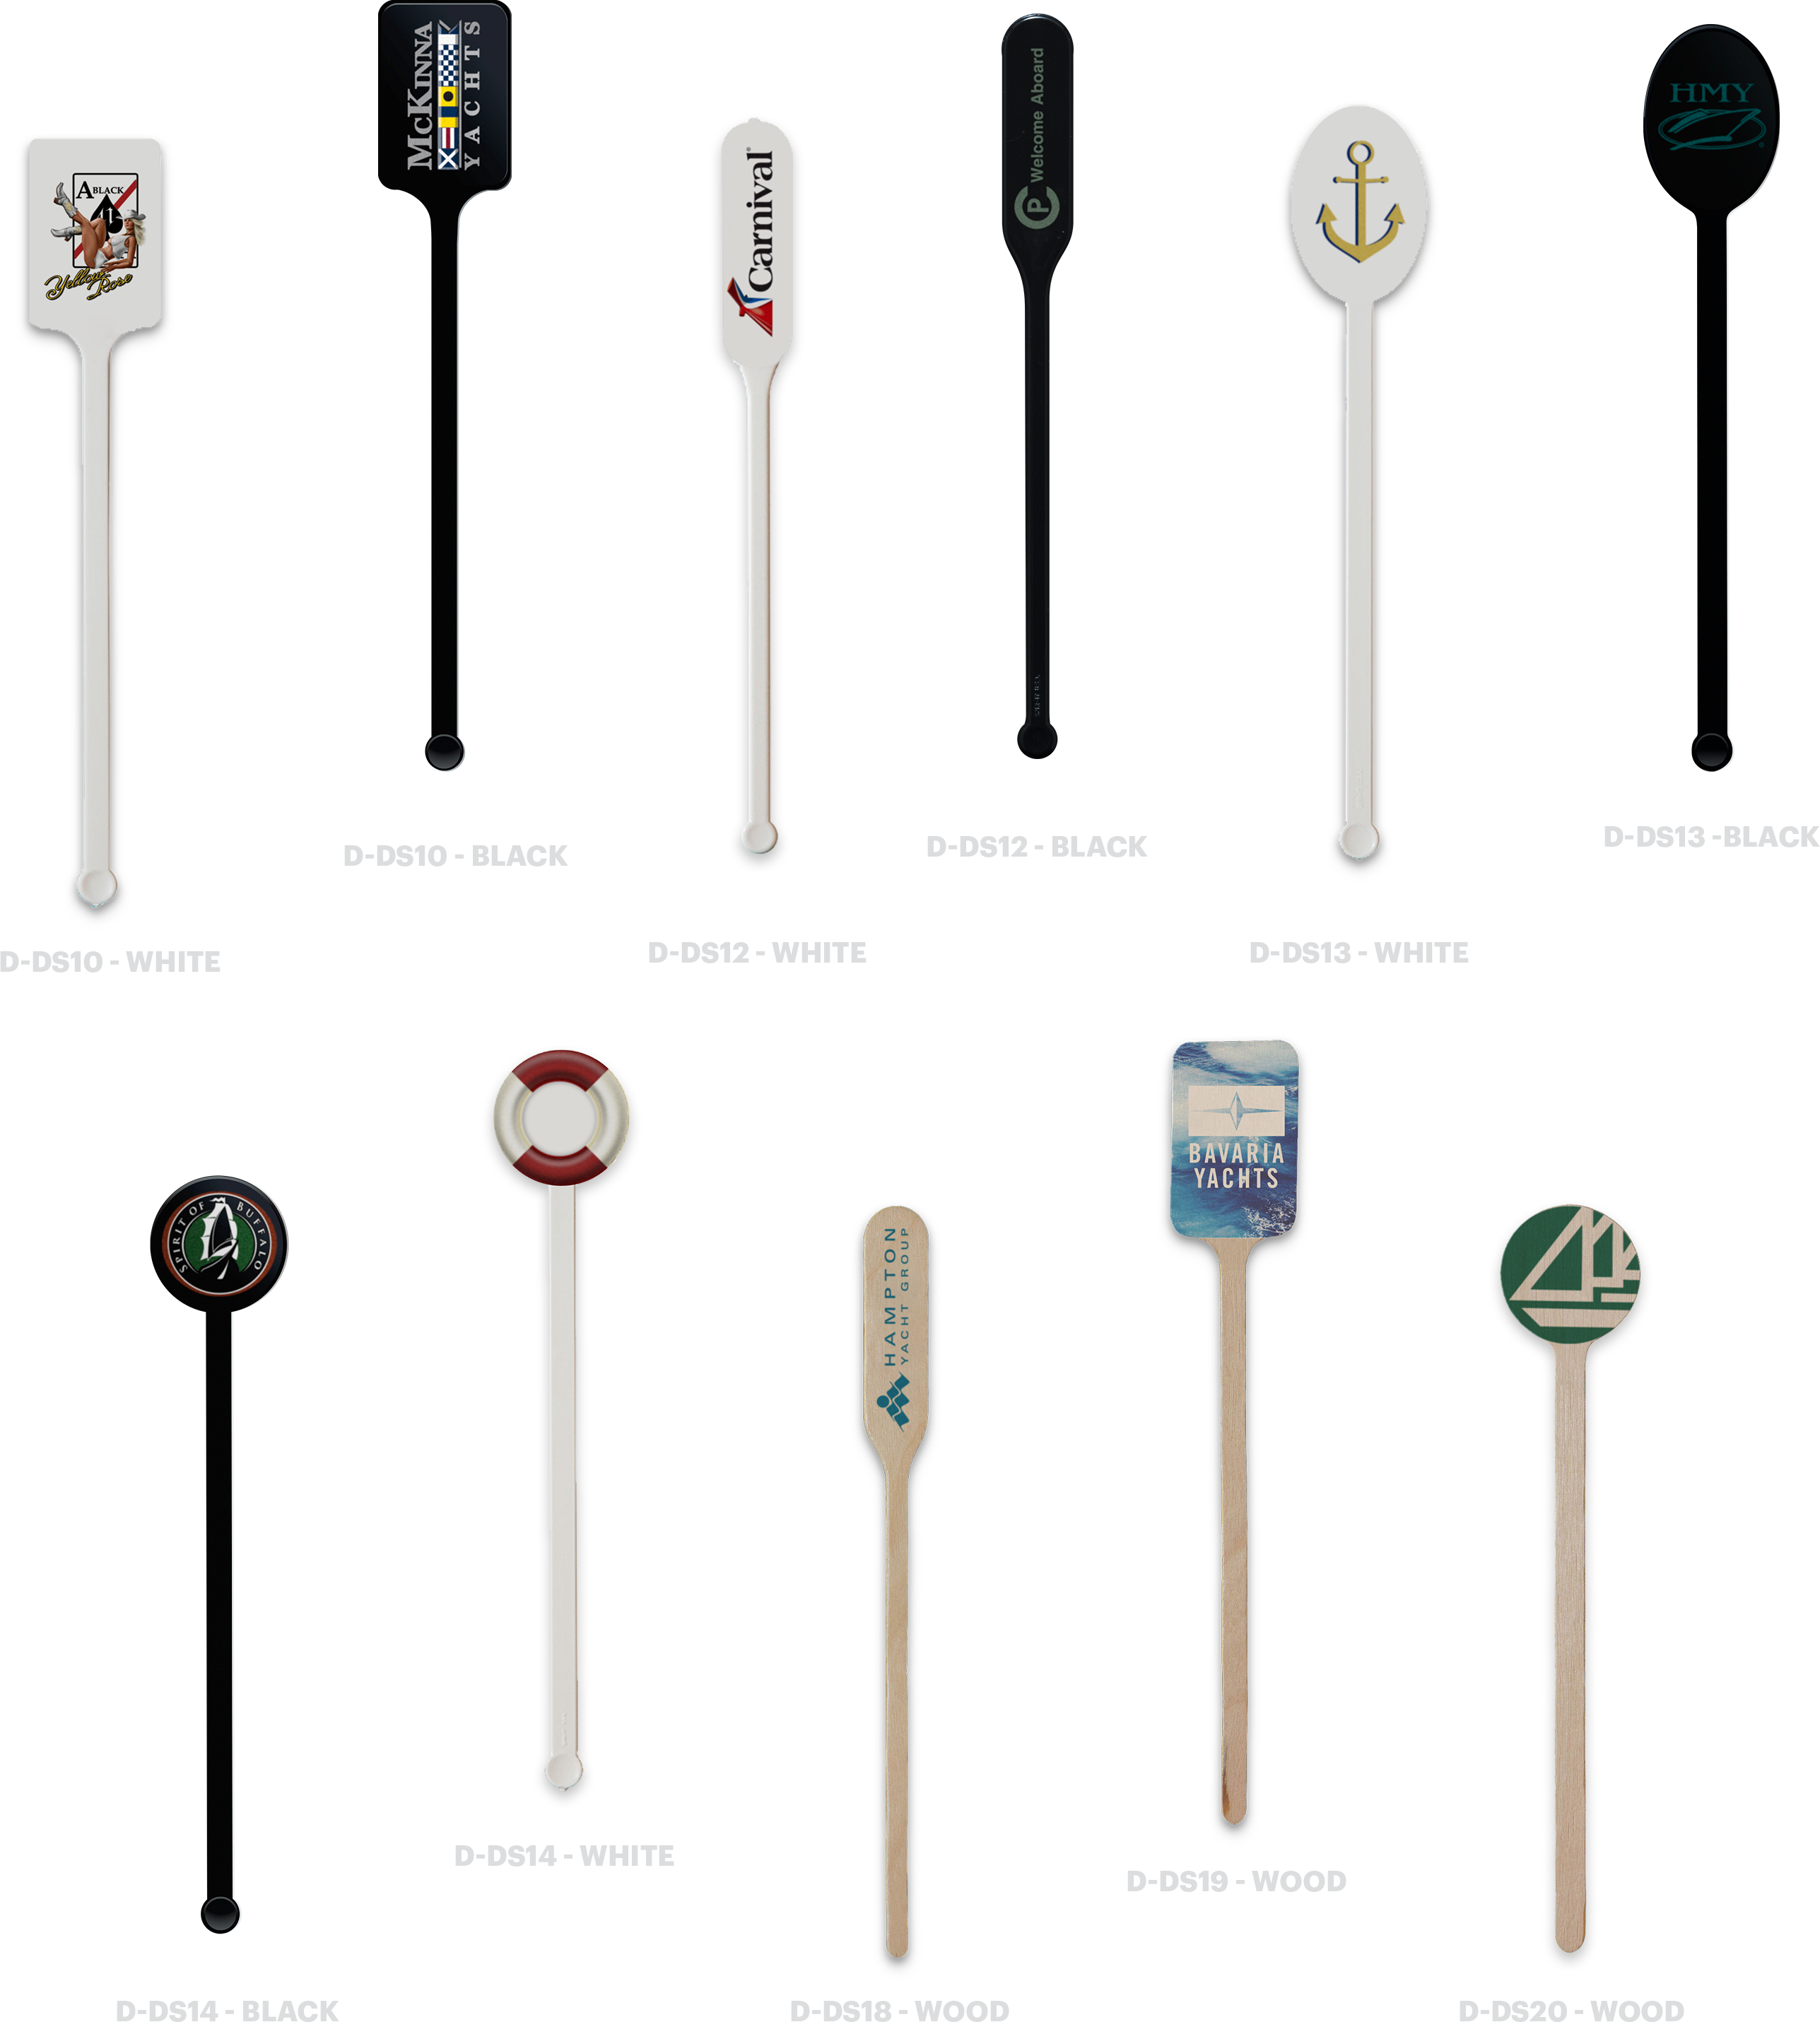 A BLACK
1
Yellow
Rose
McKINNA
YACHTS
Carnival®
P Welcome Aboard
HMY
®
D-DS10 - WHITE
D-DS10 - BLACK
D-DS12 - WHITE
D-DS12 - BLACK
D-DS13 - WHITE
D-DS13 -BLACK
SPIRIT OF BUFFALO
HAMPTON
YACHT GROUP
BAVARIA
YACHTS
D-DS14 - BLACK
D-DS14 - WHITE
D-DS18 - WOOD
D-DS19 - WOOD
D-DS20 - WOOD